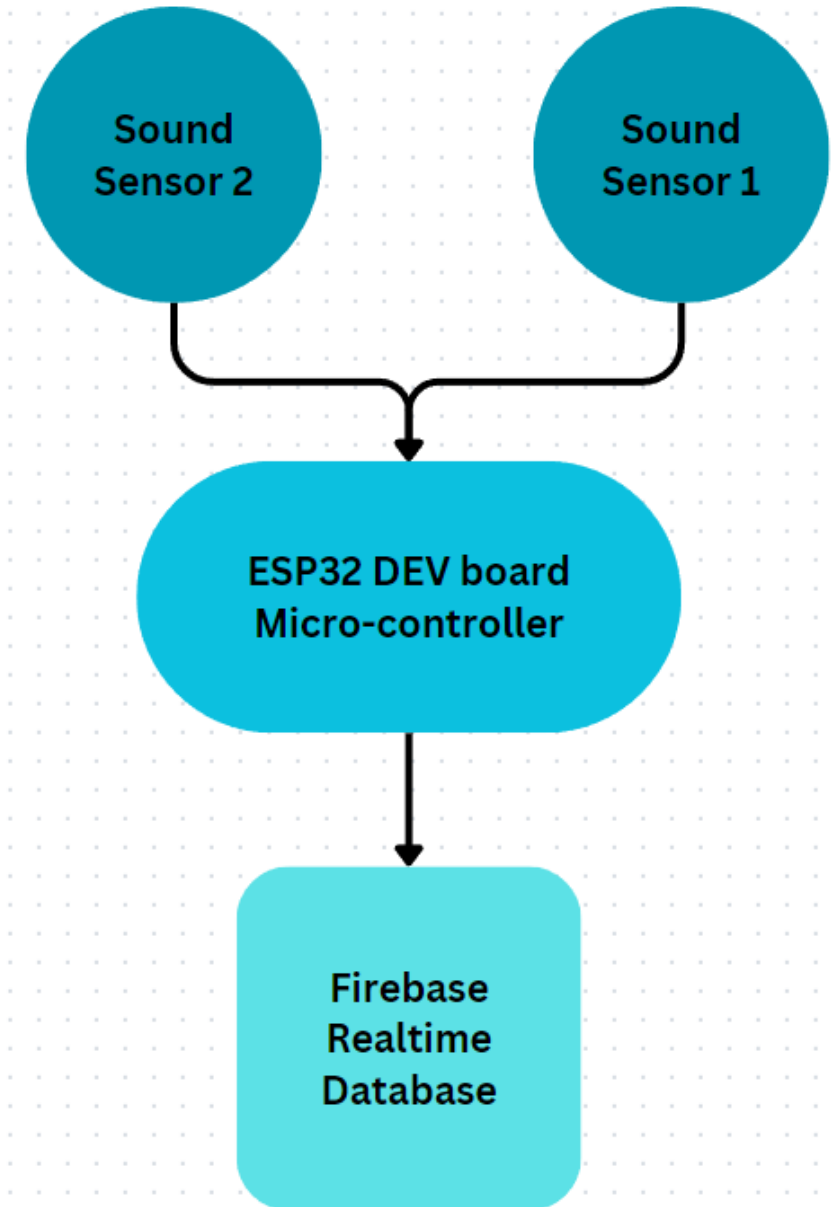 Sound
Sensor 2
Sound
Sensor 1
ESP32 DEV board
Micro-controller
Firebase
Realtime
Database